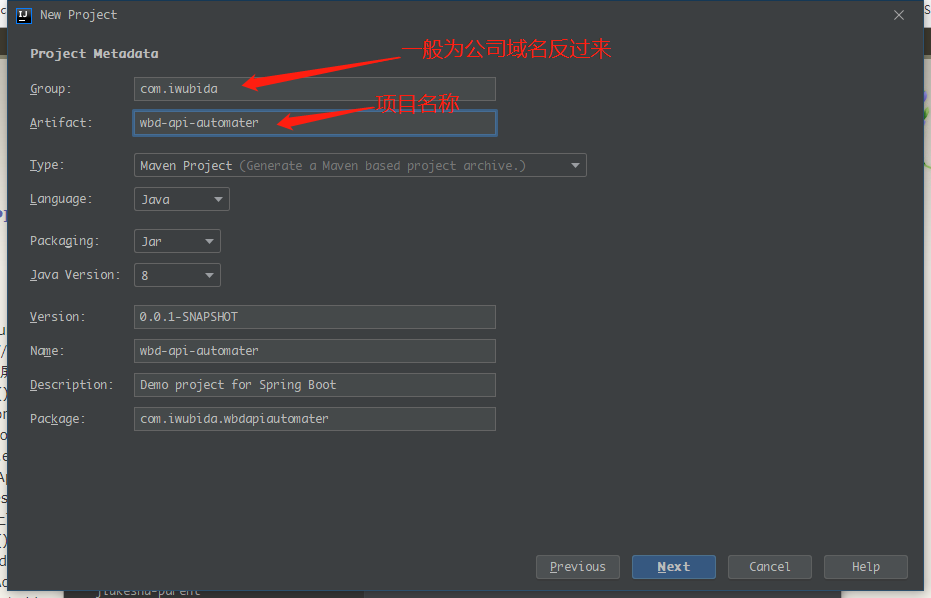 New Project
Project Metadata
一般为公司域名反过来
Group: com.iwubida
项目名称
Artifact: wbd-api-automater
Type: Maven Project (Generate a Maven based project archive.)
Language: Java
Packaging: Jar
Java Version: 8
Version: 0.0.1-SNAPSHOT
Name: wbd-api-automater
Description: Demo project for Spring Boot
Package: com.iwubida.wbdapiautomater
Previous Next Cancel Help